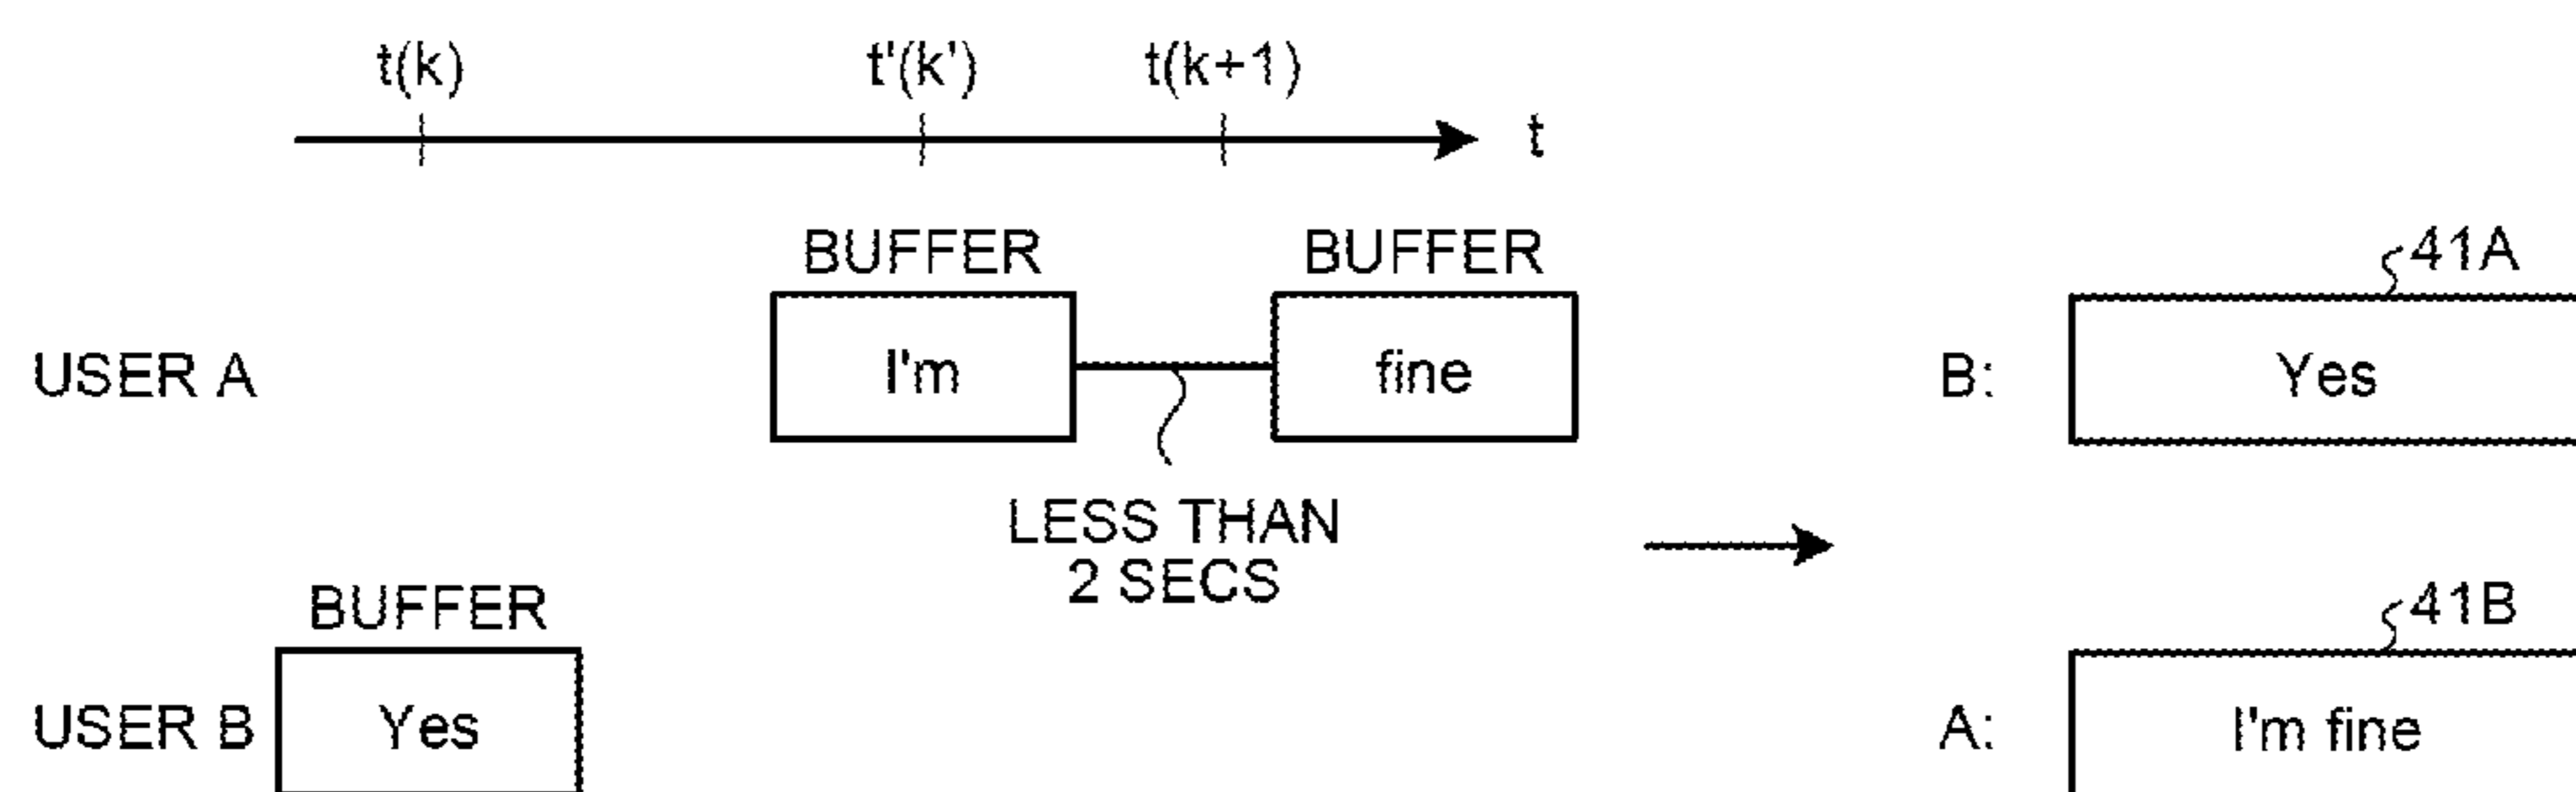 t(k) t'(k') t(k+1)
t
BUFFER BUFFER 41A
USER A I'm fine B: Yes
LESS THAN
2 SECS
BUFFER 41B
USER B Yes A: I'm fine